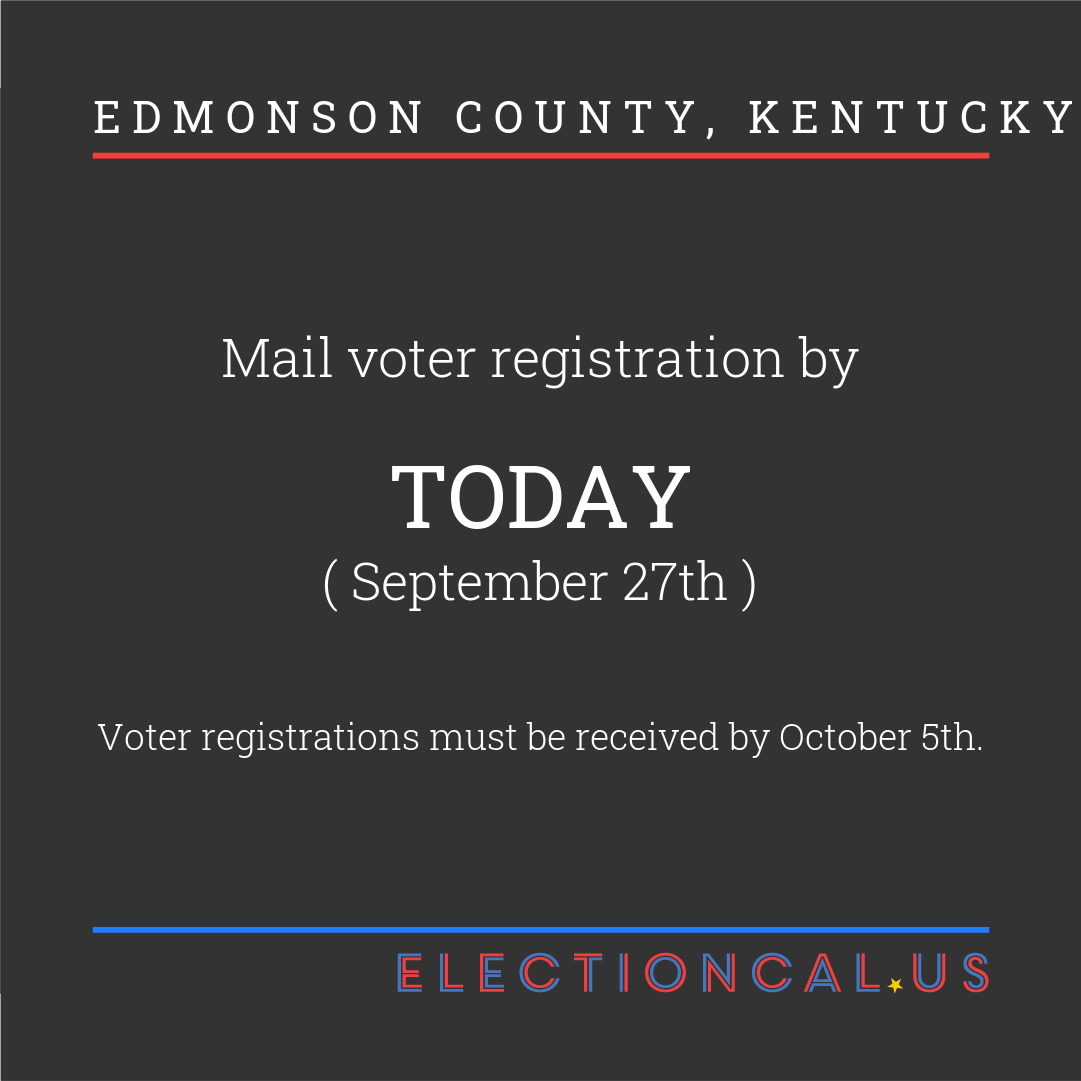 EDMONSON COUNTY, KENTUCKY
Mail voter registration by
TODAY
( September 27th )
Voter registrations must be received by October 5th.
ELECTIONCAL.US